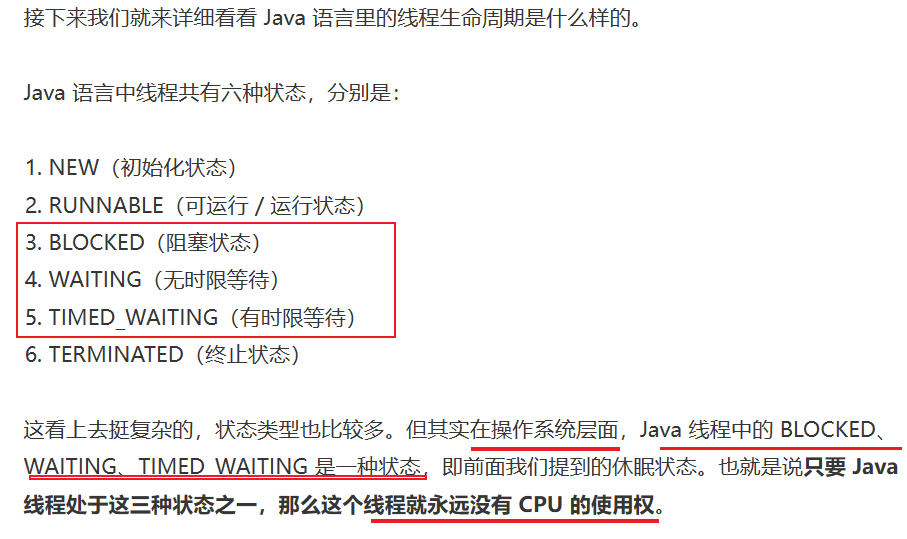 接下来我们就来详细看看 Java 语言里的线程生命周期是什么样的。
Java 语言中线程共有六种状态，分别是：
1. NEW（初始化状态）
2. RUNNABLE（可运行 / 运行状态）
3. BLOCKED（阻塞状态）
4. WAITING（无时限等待）
5. TIMED_WAITING（有时限等待）
6. TERMINATED（终止状态）
这看上去挺复杂的，状态类型也比较多。但其实在操作系统层面，Java 线程中的 BLOCKED、
WAITING、TIMED_WAITING 是一种状态，即前面我们提到的休眠状态。也就是说只要 Java
线程处于这三种状态之一，那么这个线程就永远没有 CPU 的使用权。